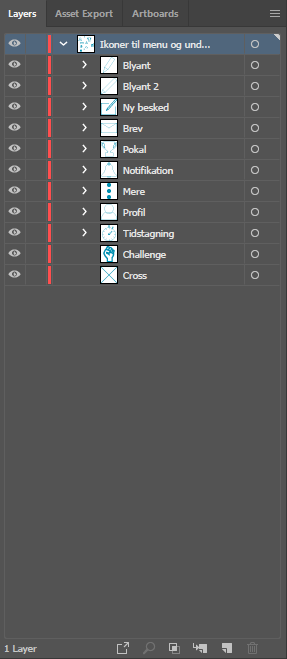 Layers Asset Export Artboards
Ikoner til menu og und...
Blyant
Blyant 2
Ny besked
Brev
Pokal
Notifikation
Mere
Profil
Tidstagning
Challenge
Cross
1 Layer